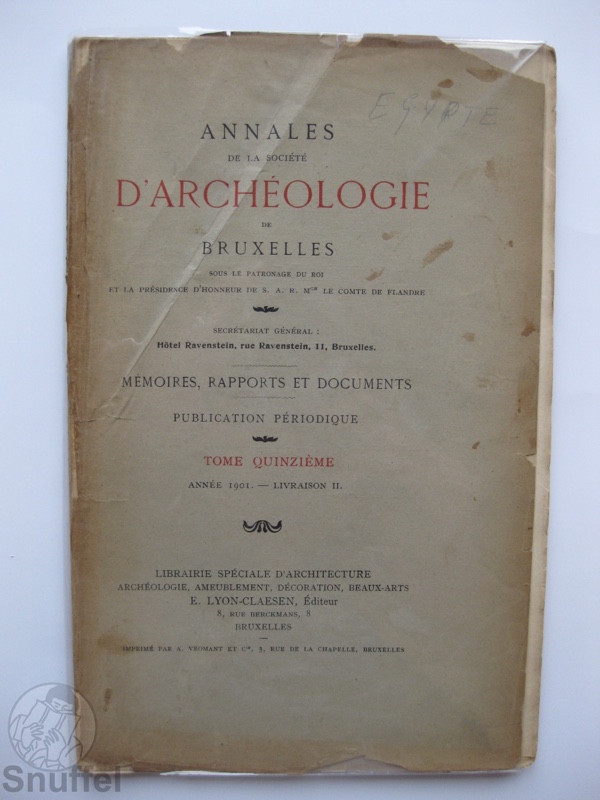 EGYPTE
ANNALES
DE LA SOCIÉTÉ
D'ARCHÉOLOGIE
DE
BRUXELLES
SOUS LE PATRONAGE DU ROI
ET LA PRÉSIDENCE D'HONNEUR DE S. A. R. Mgr LE COMTE DE FLANDRE
SECRÉTARIAT GÉNÉRAL :
Hôtel Ravenstein, rue Ravenstein, 11, Bruxelles.
MÉMOIRES, RAPPORTS ET DOCUMENTS
PUBLICATION PÉRIODIQUE
TOME QUINZIÈME
ANNÉE 1901. — LIVRAISON II.
LIBRAIRIE SPÉCIALE D'ARCHITECTURE
ARCHÉOLOGIE, AMEUBLEMENT, DÉCORATION, BEAUX-ARTS
E. LYON-CLAESEN, Éditeur
8, RUE BERCKMANS, 8
BRUXELLES
IMPRIMÉ PAR A. VROMANT ET Cie, 3, RUE DE LA CHAPELLE, BRUXELLES
Snuffel